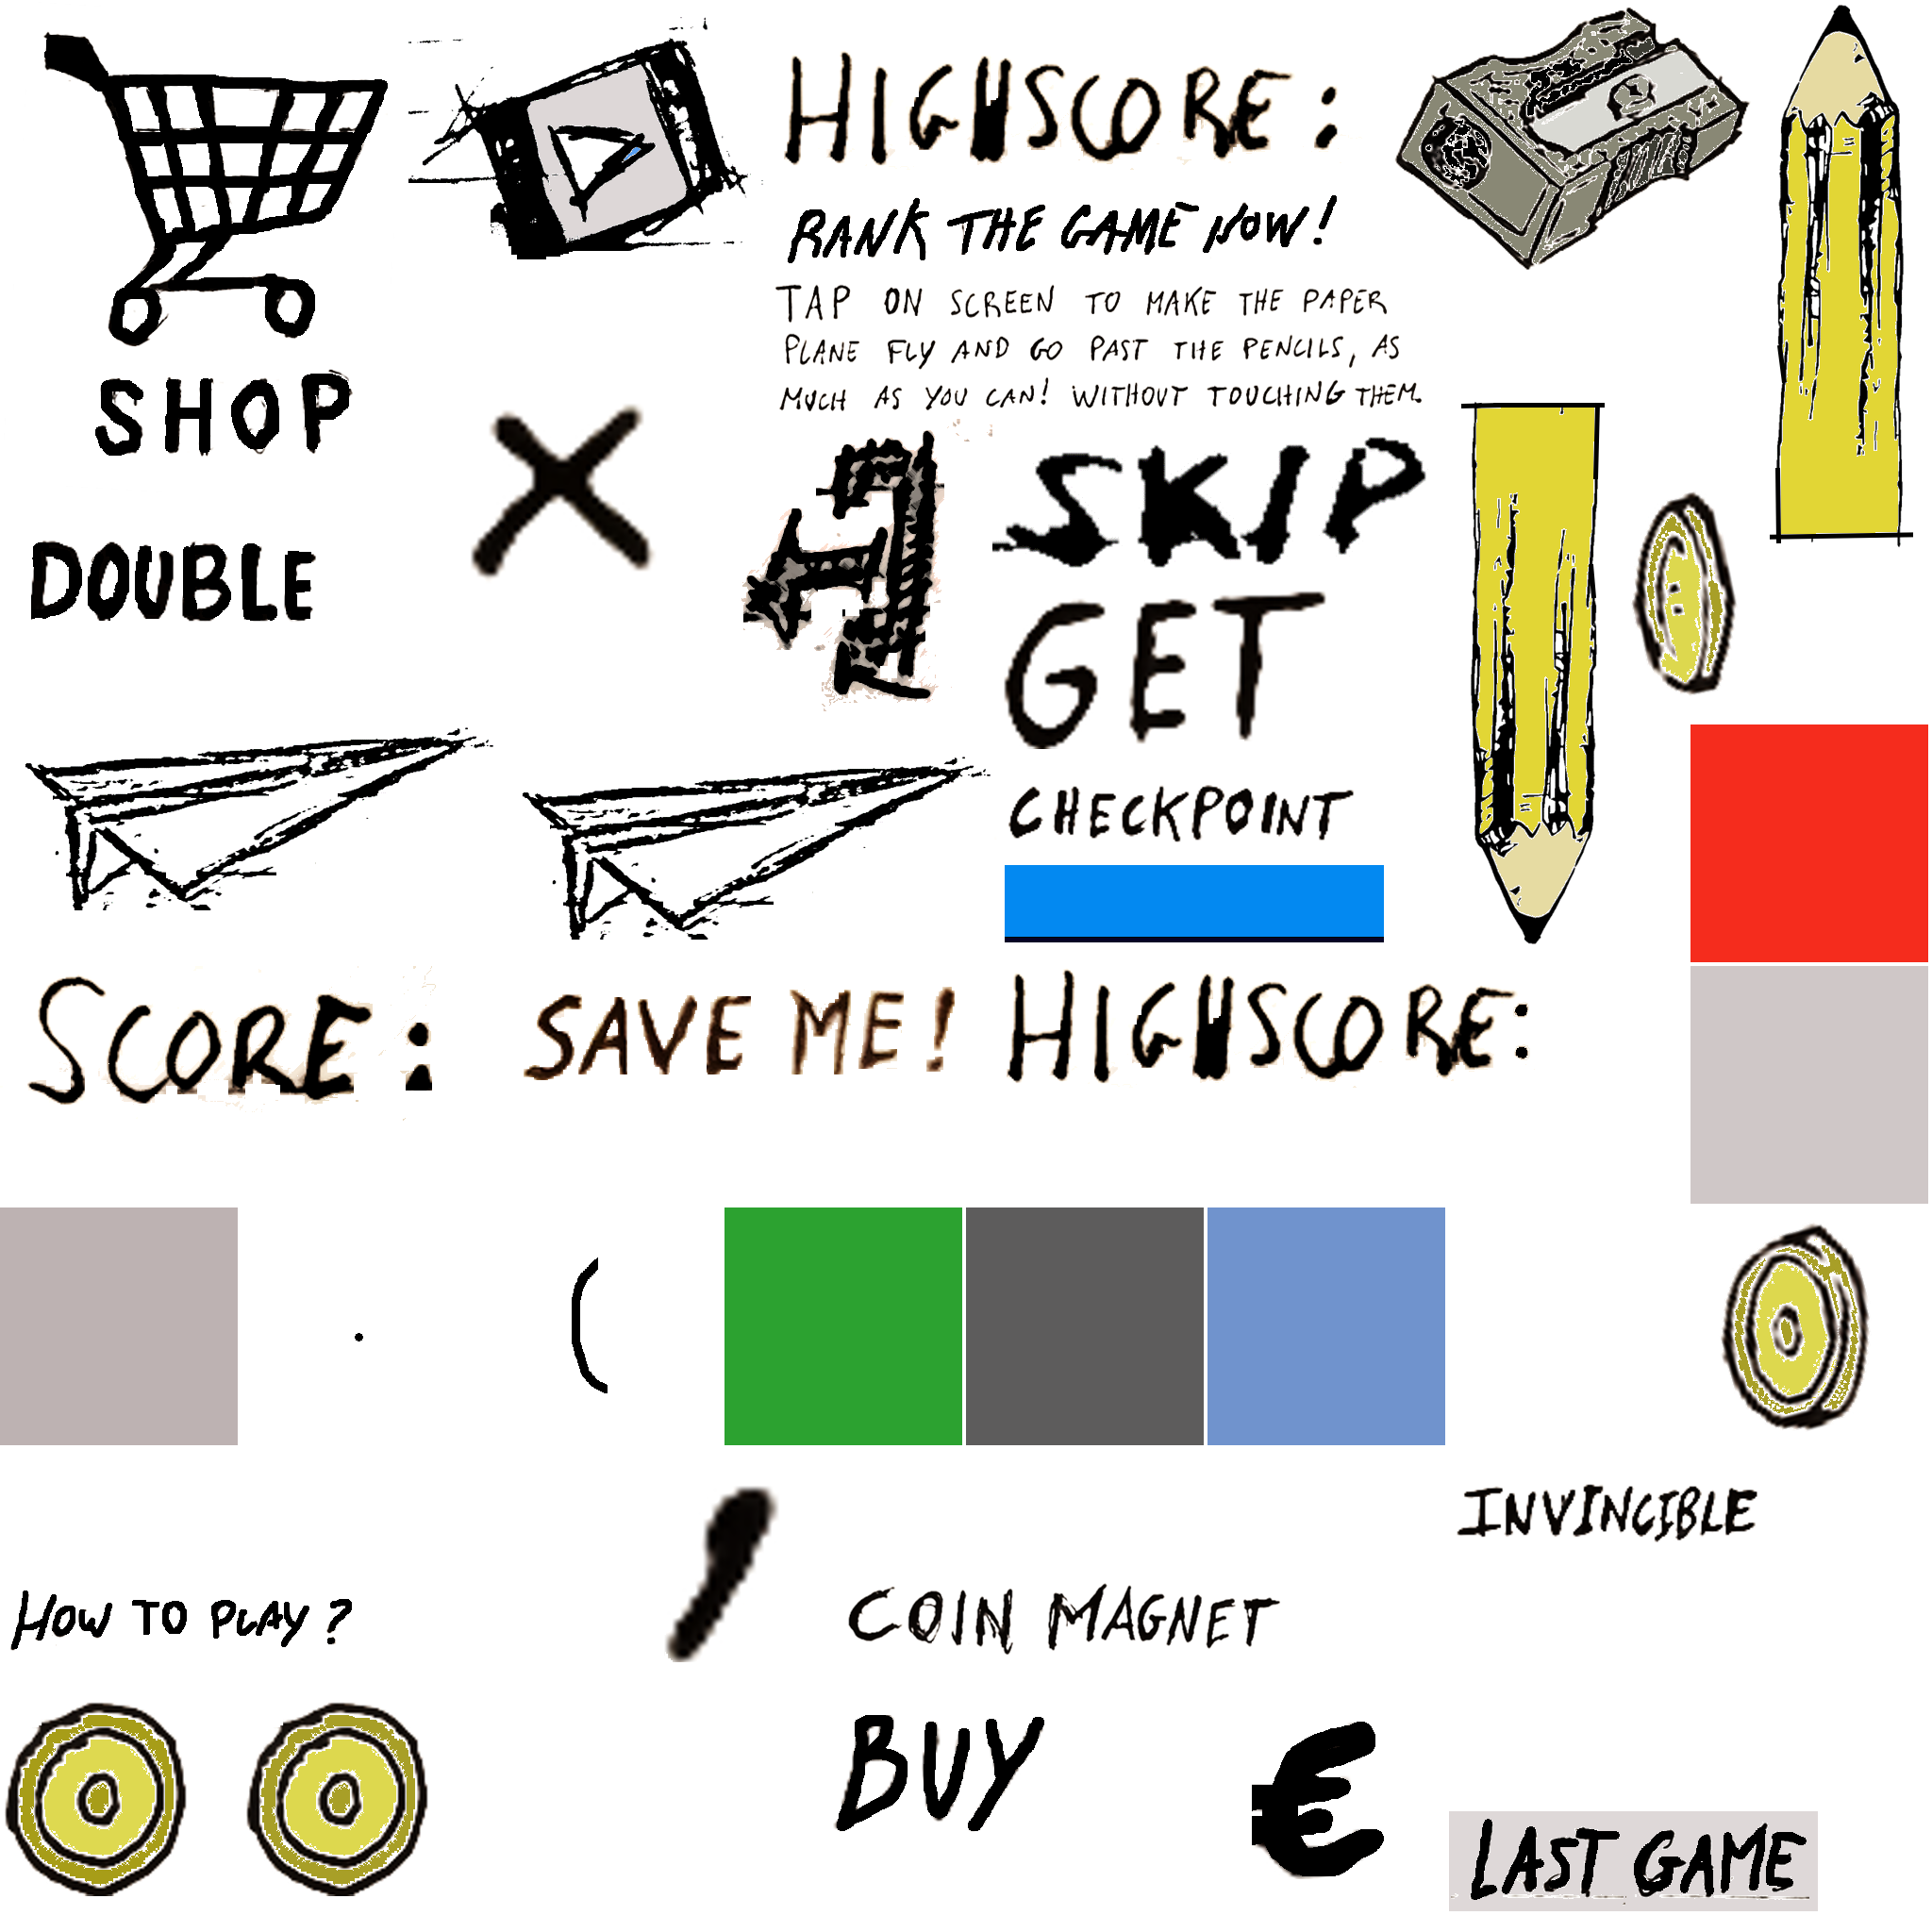 HIGHSCORE:
RANK THE GAME NOW!
TAP ON SCREEN TO MAKE THE PAPER
PLANE FLY AND GO PAST THE PENCILS, AS
MUCH AS YOU CAN! WITHOUT TOUCHING THEM.
SHOP
SKIP
DOUBLE
GET
CHECKPOINT
SCORE:
SAVE ME!
HIGHSCORE:
INVINCIBLE
HOW TO PLAY?
COIN MAGNET
BUY
€
LAST GAME